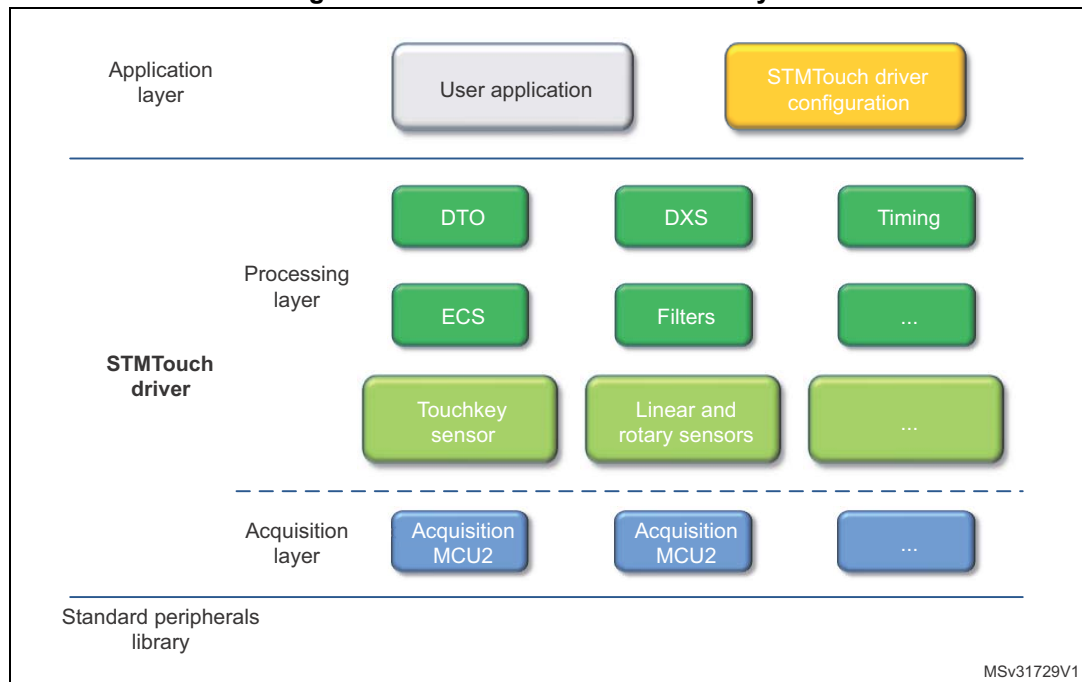 Application
layer
User application
STMTouch driver
configuration
DTO
DXS
Timing
Processing
layer
ECS
Filters
...
STMTouch
driver
Touchkey
sensor
Linear and
rotary sensors
...
Acquisition
layer
Acquisition
MCU2
Acquisition
MCU2
...
Standard peripherals
library
MSv31729V1